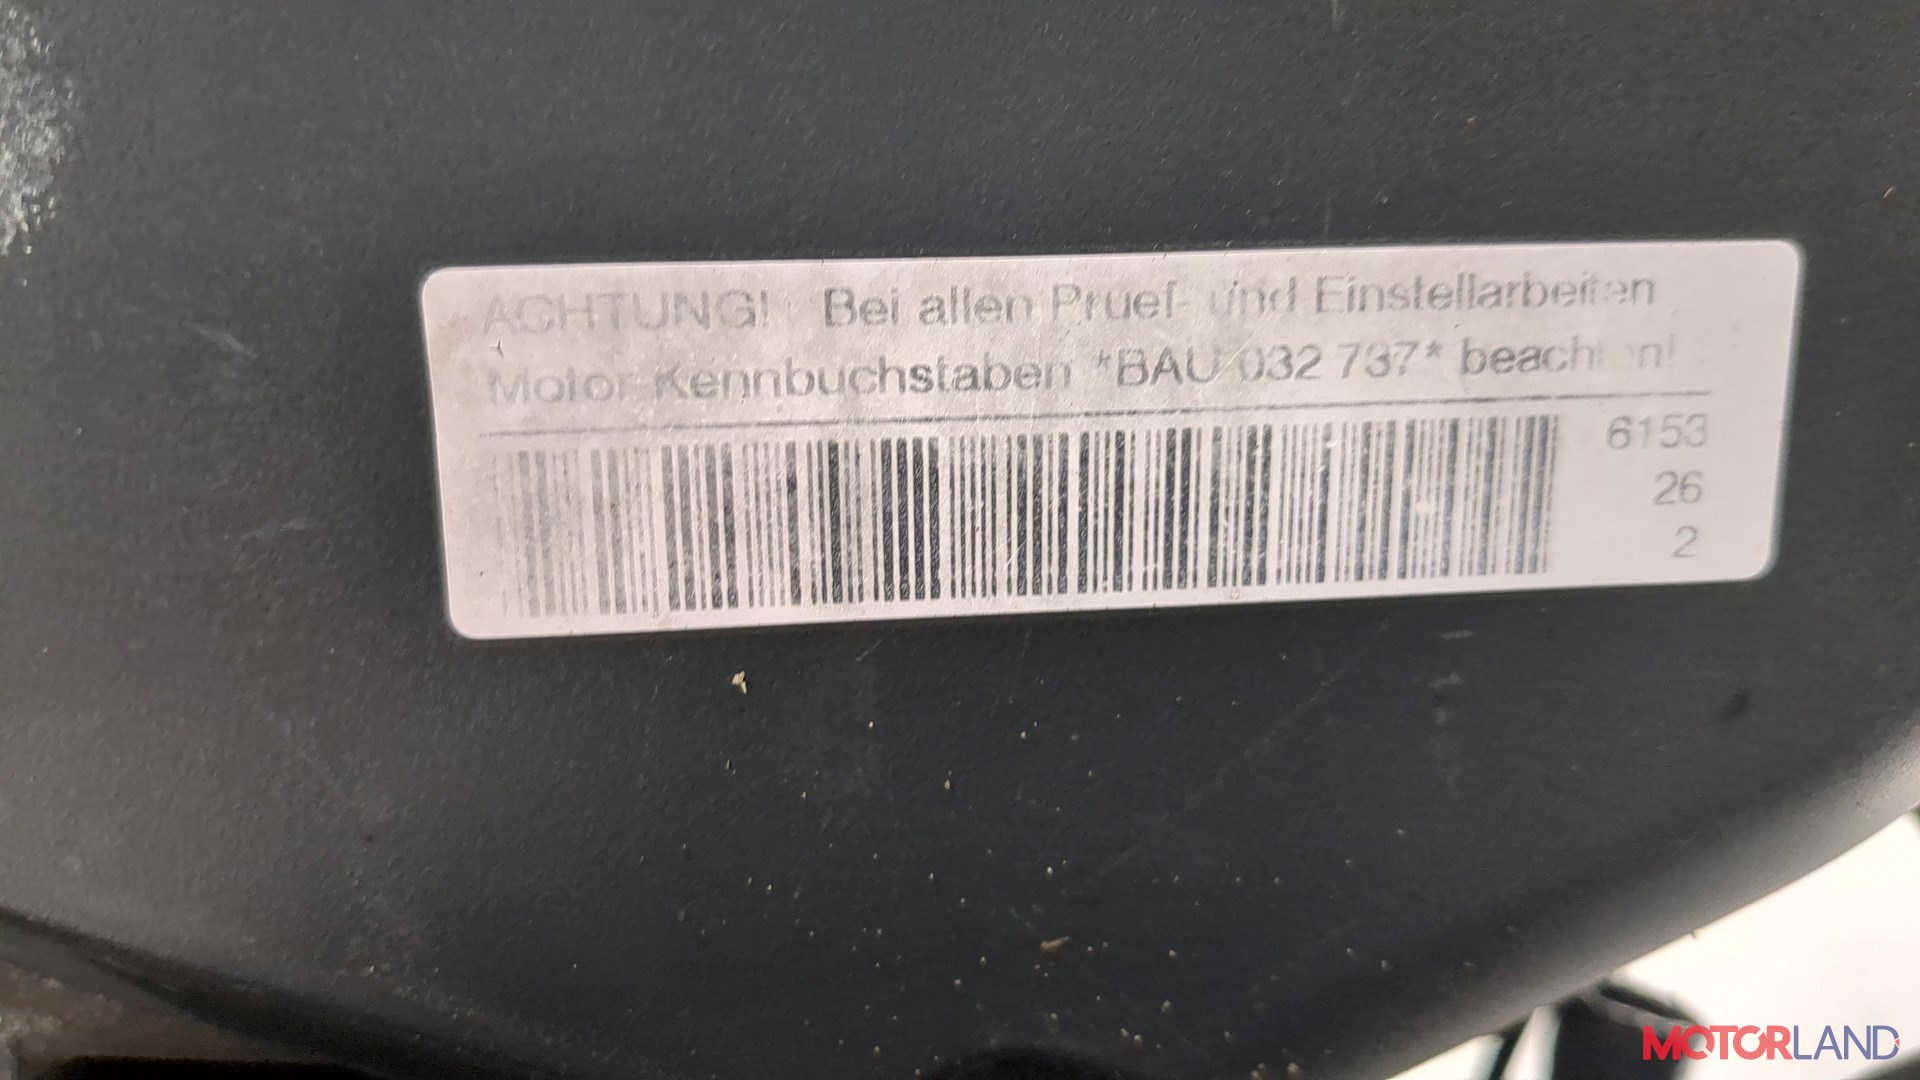 ACHTUNG! Bei allen Pruef- und Einstellarbeiten
Motor-Kennbuchstaben *BAU 032 737* beachten!
6153
26
2
MOTORLAND